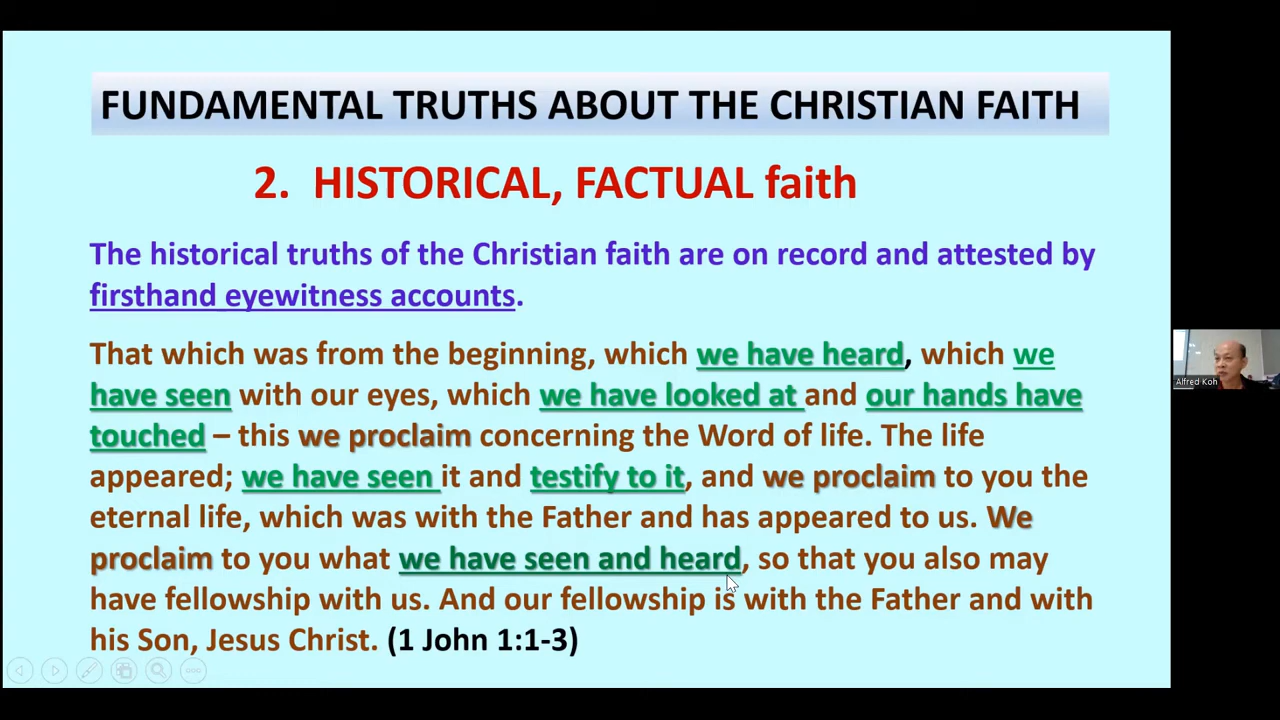 FUNDAMENTAL TRUTHS ABOUT THE CHRISTIAN FAITH
2. HISTORICAL, FACTUAL faith
The historical truths of the Christian faith are on record and attested by
firsthand eyewitness accounts.
That which was from the beginning, which we have heard, which we
have seen with our eyes, which we have looked at and our hands have
touched – this we proclaim concerning the Word of life. The life
appeared; we have seen it and testify to it, and we proclaim to you the
eternal life, which was with the Father and has appeared to us. We
proclaim to you what we have seen and heard, so that you also may
have fellowship with us. And our fellowship is with the Father and with
his Son, Jesus Christ. (1 John 1:1-3)
Alfred Koh